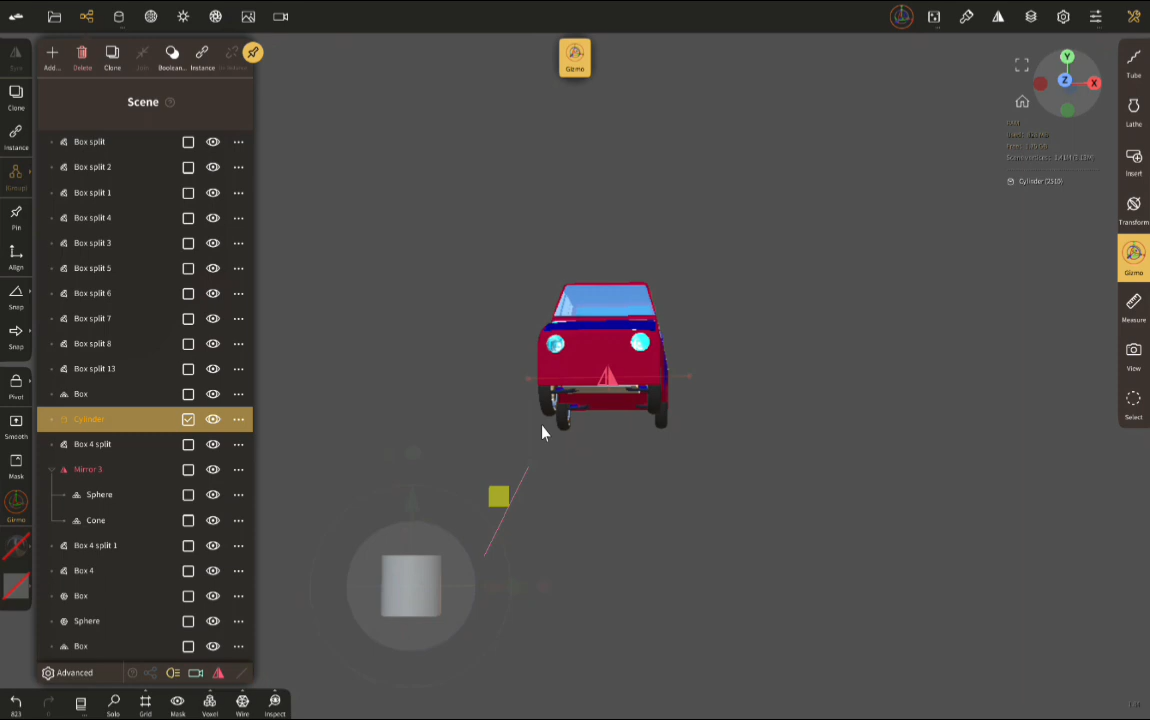 Add...
Delete
Clone
Join
Boolean...
Instance
Gizmo
Scene
Box split
Box split 2
Box split 1
Box split 4
Box split 3
Box split 5
Box split 6
Box split 7
Box split 8
Box split 13
Box
Cylinder
Box 4 split
Mirror 3
Sphere
Cone
Box 4 split 1
Box 4
Box
Sphere
Box
Advanced
Clone
Instance
Pin
Align
Snap
Snap
Pivot
Smooth
Mask
Gizmo
823
0
Solo
Grid
Mask
Voxel
Wire
Inspect
Y
Z
X
Cylinder (2510)
Tube
Lathe
Insert
Transform
Gizmo
Measure
View
Select